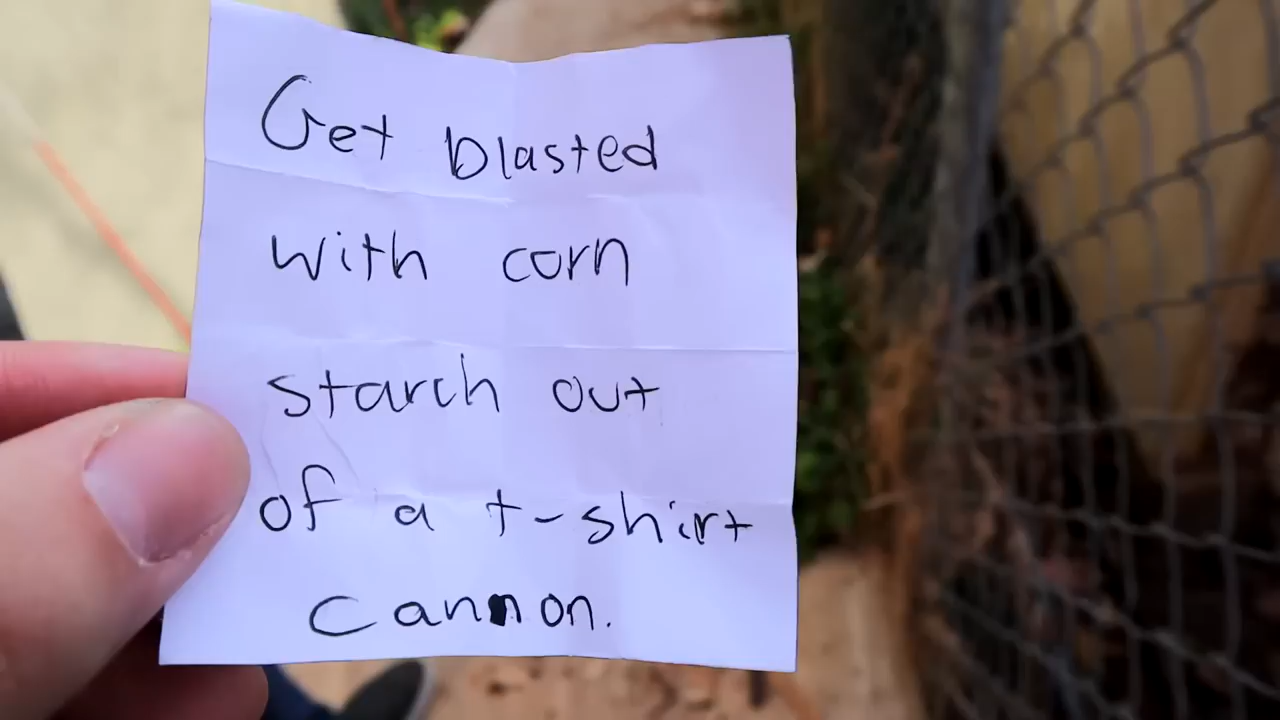 Get blasted
with corn
starch out
of a t-shirt
cannon.